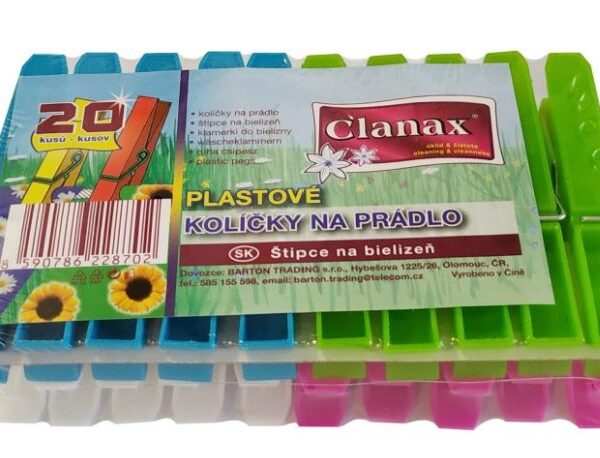 20
kusů - kusov
• kolíčky na prádlo
• štipce na bielizeň
• klamerki do bielizny
• wäscheklammern
• ruha csipesz
• plastic pegs
Clanax®
úklid & čistota
cleaning & cleanness
PLASTOVÉ
KOLÍČKY NA PRÁDLO
SK Štipce na bielizeň
Dovozce: BARTON TRADING s.r.o., Hybešova 1225/26, Olomouc, ČR,
tel.: 585 155 598, email: barton.trading@telecom.cz Vyrobeno v Číně
8 590786 228702